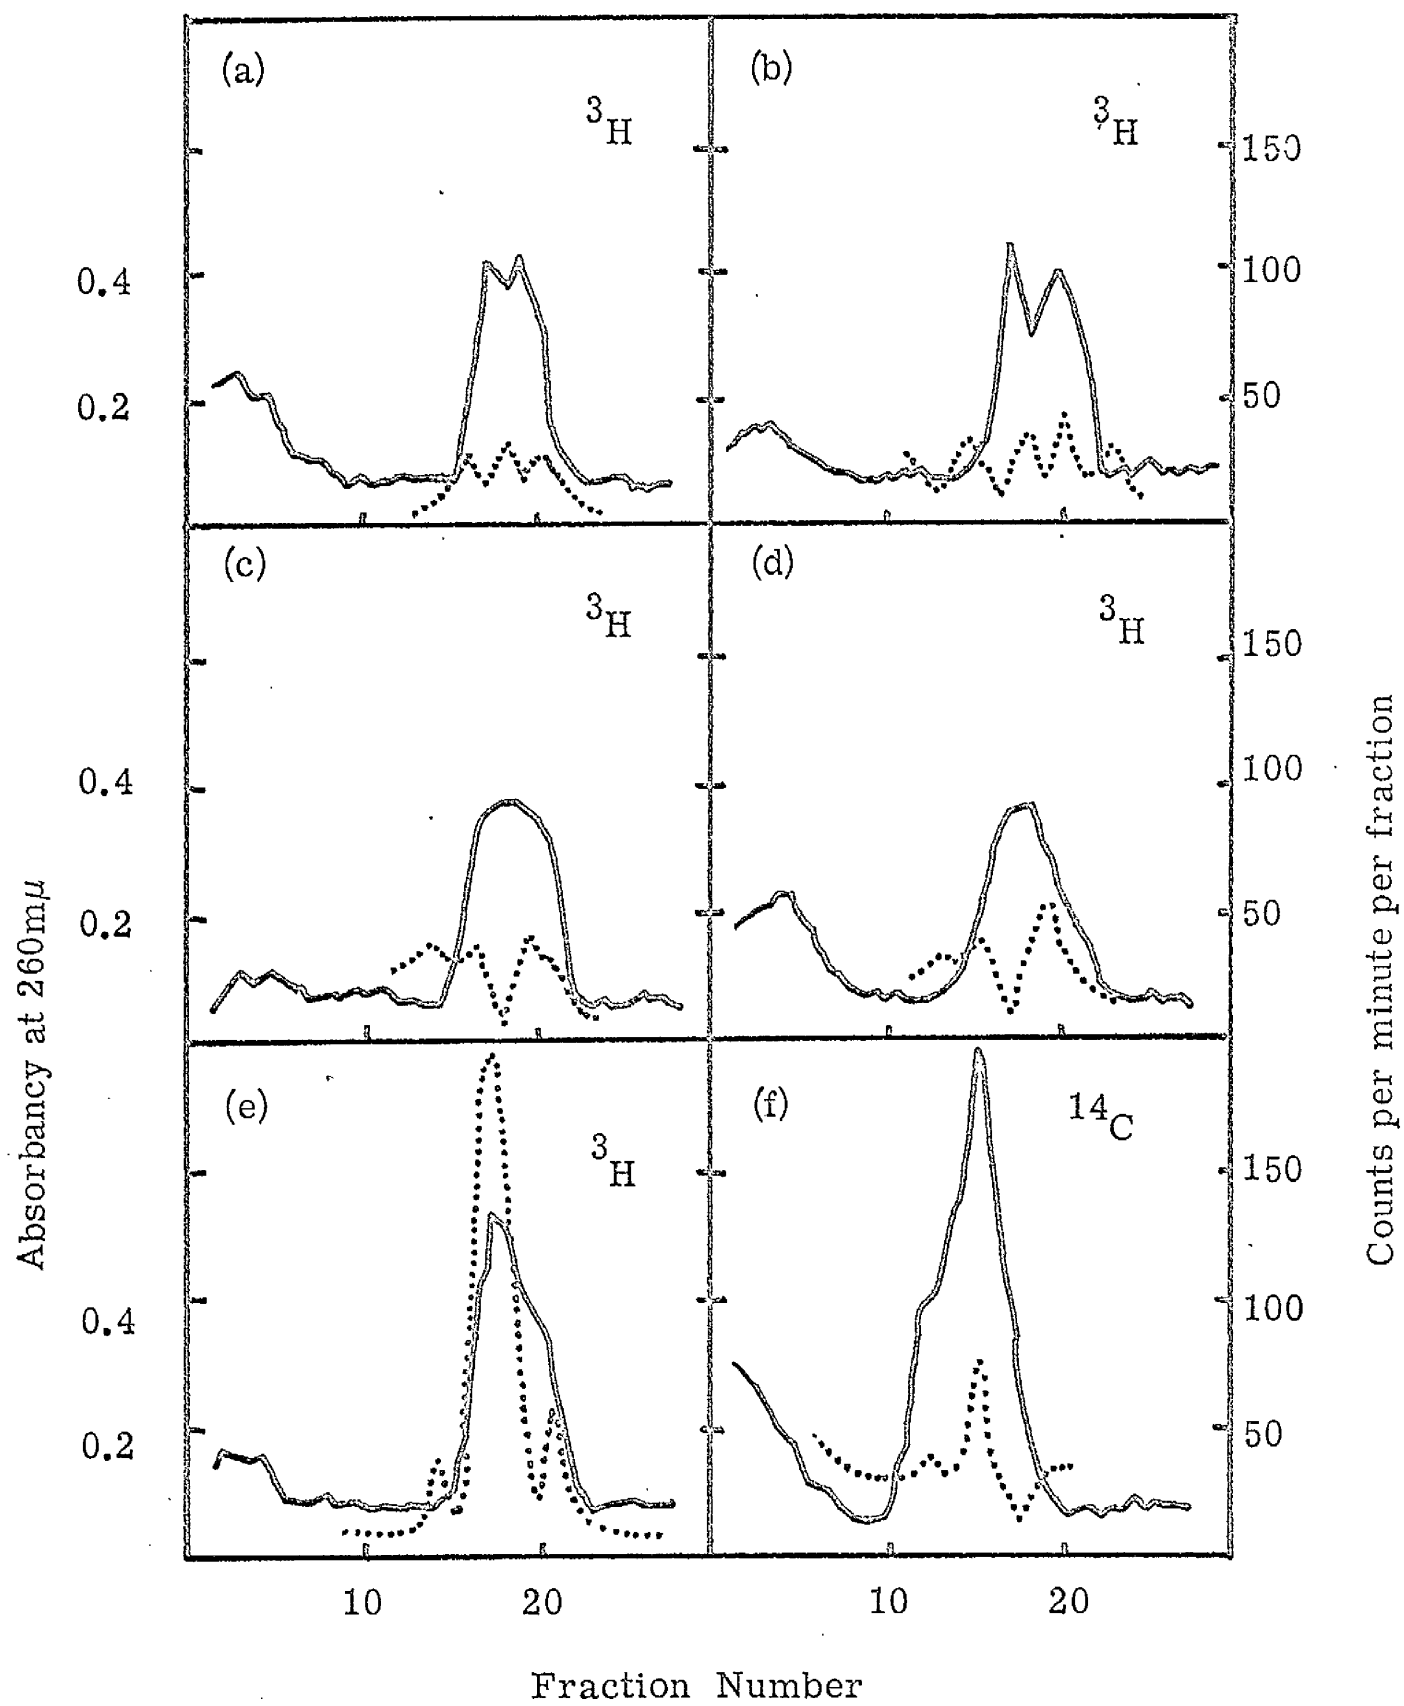 (a)
³H
(b)
³H
150
100
50
0.4
0.2
(c)
³H
(d)
³H
150
100
50
0.4
0.2
(e)
³H
(f)
¹⁴C
150
100
50
0.4
0.2
10
20
10
20
Absorbancy at 260mμ
Counts per minute per fraction
Fraction Number